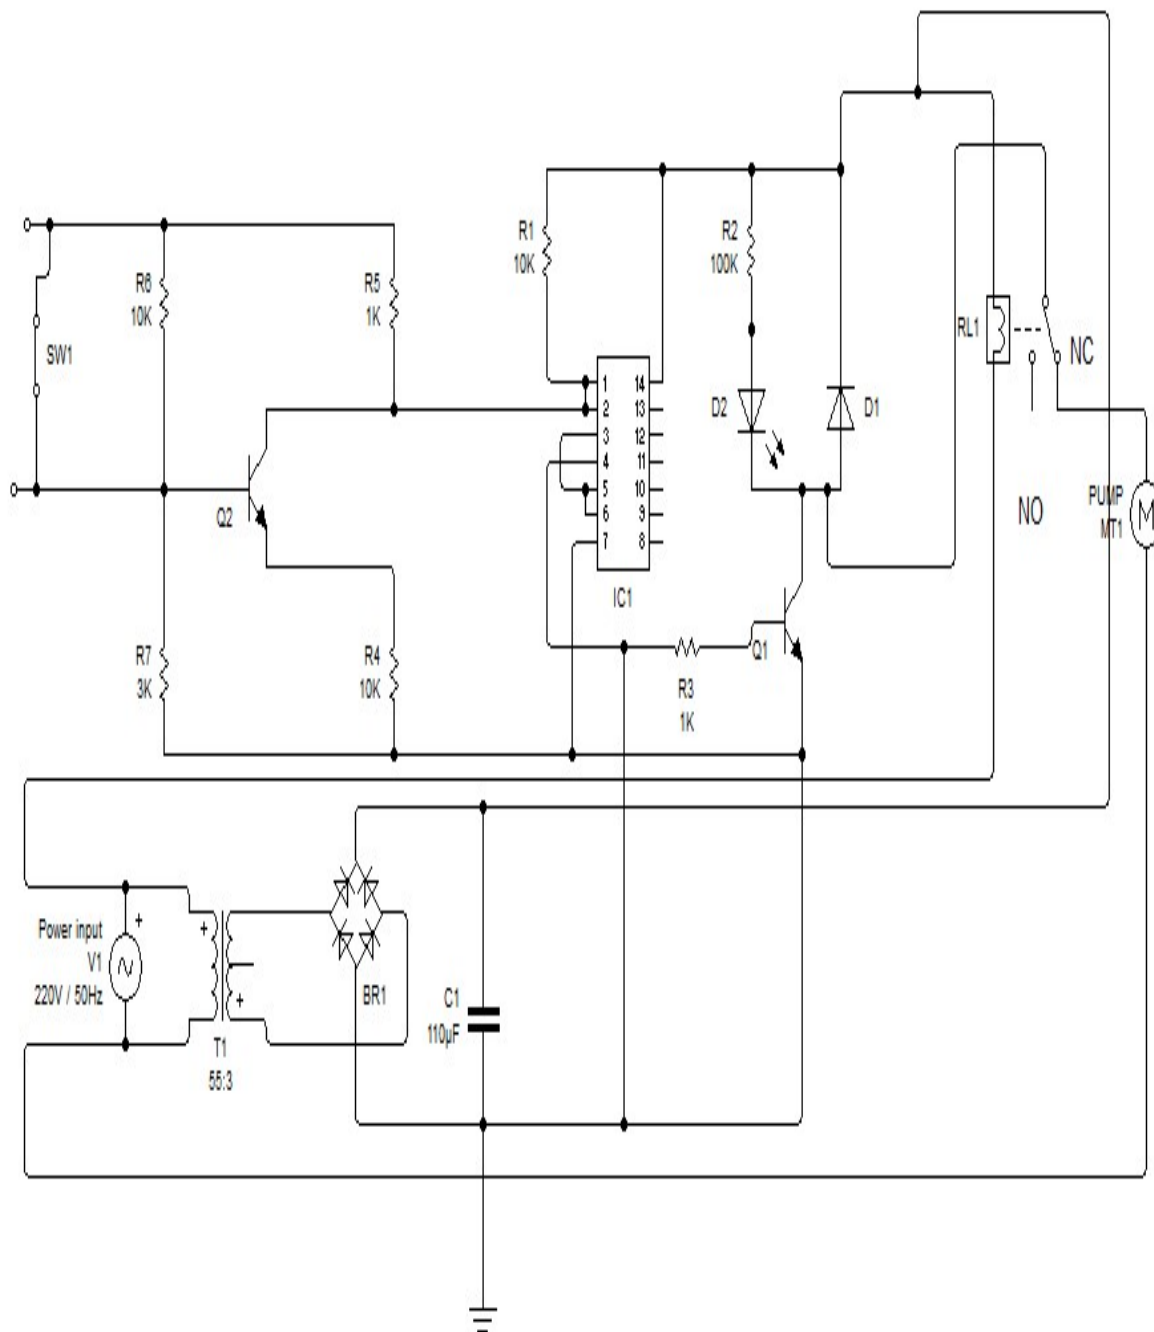 R1
10K
R2
100K
R6
10K
R5
1K
RL1
SW1
NC
1 14
2 13
3 12
4 11
5 10
6 9
7 8
D2
D1
Q2
NO
PUMP
MT1
M
IC1
R7
3K
R4
10K
R3
1K
Q1
Power input
V1
220V / 50Hz
+
+
+
BR1
C1
110µF
T1
55:3